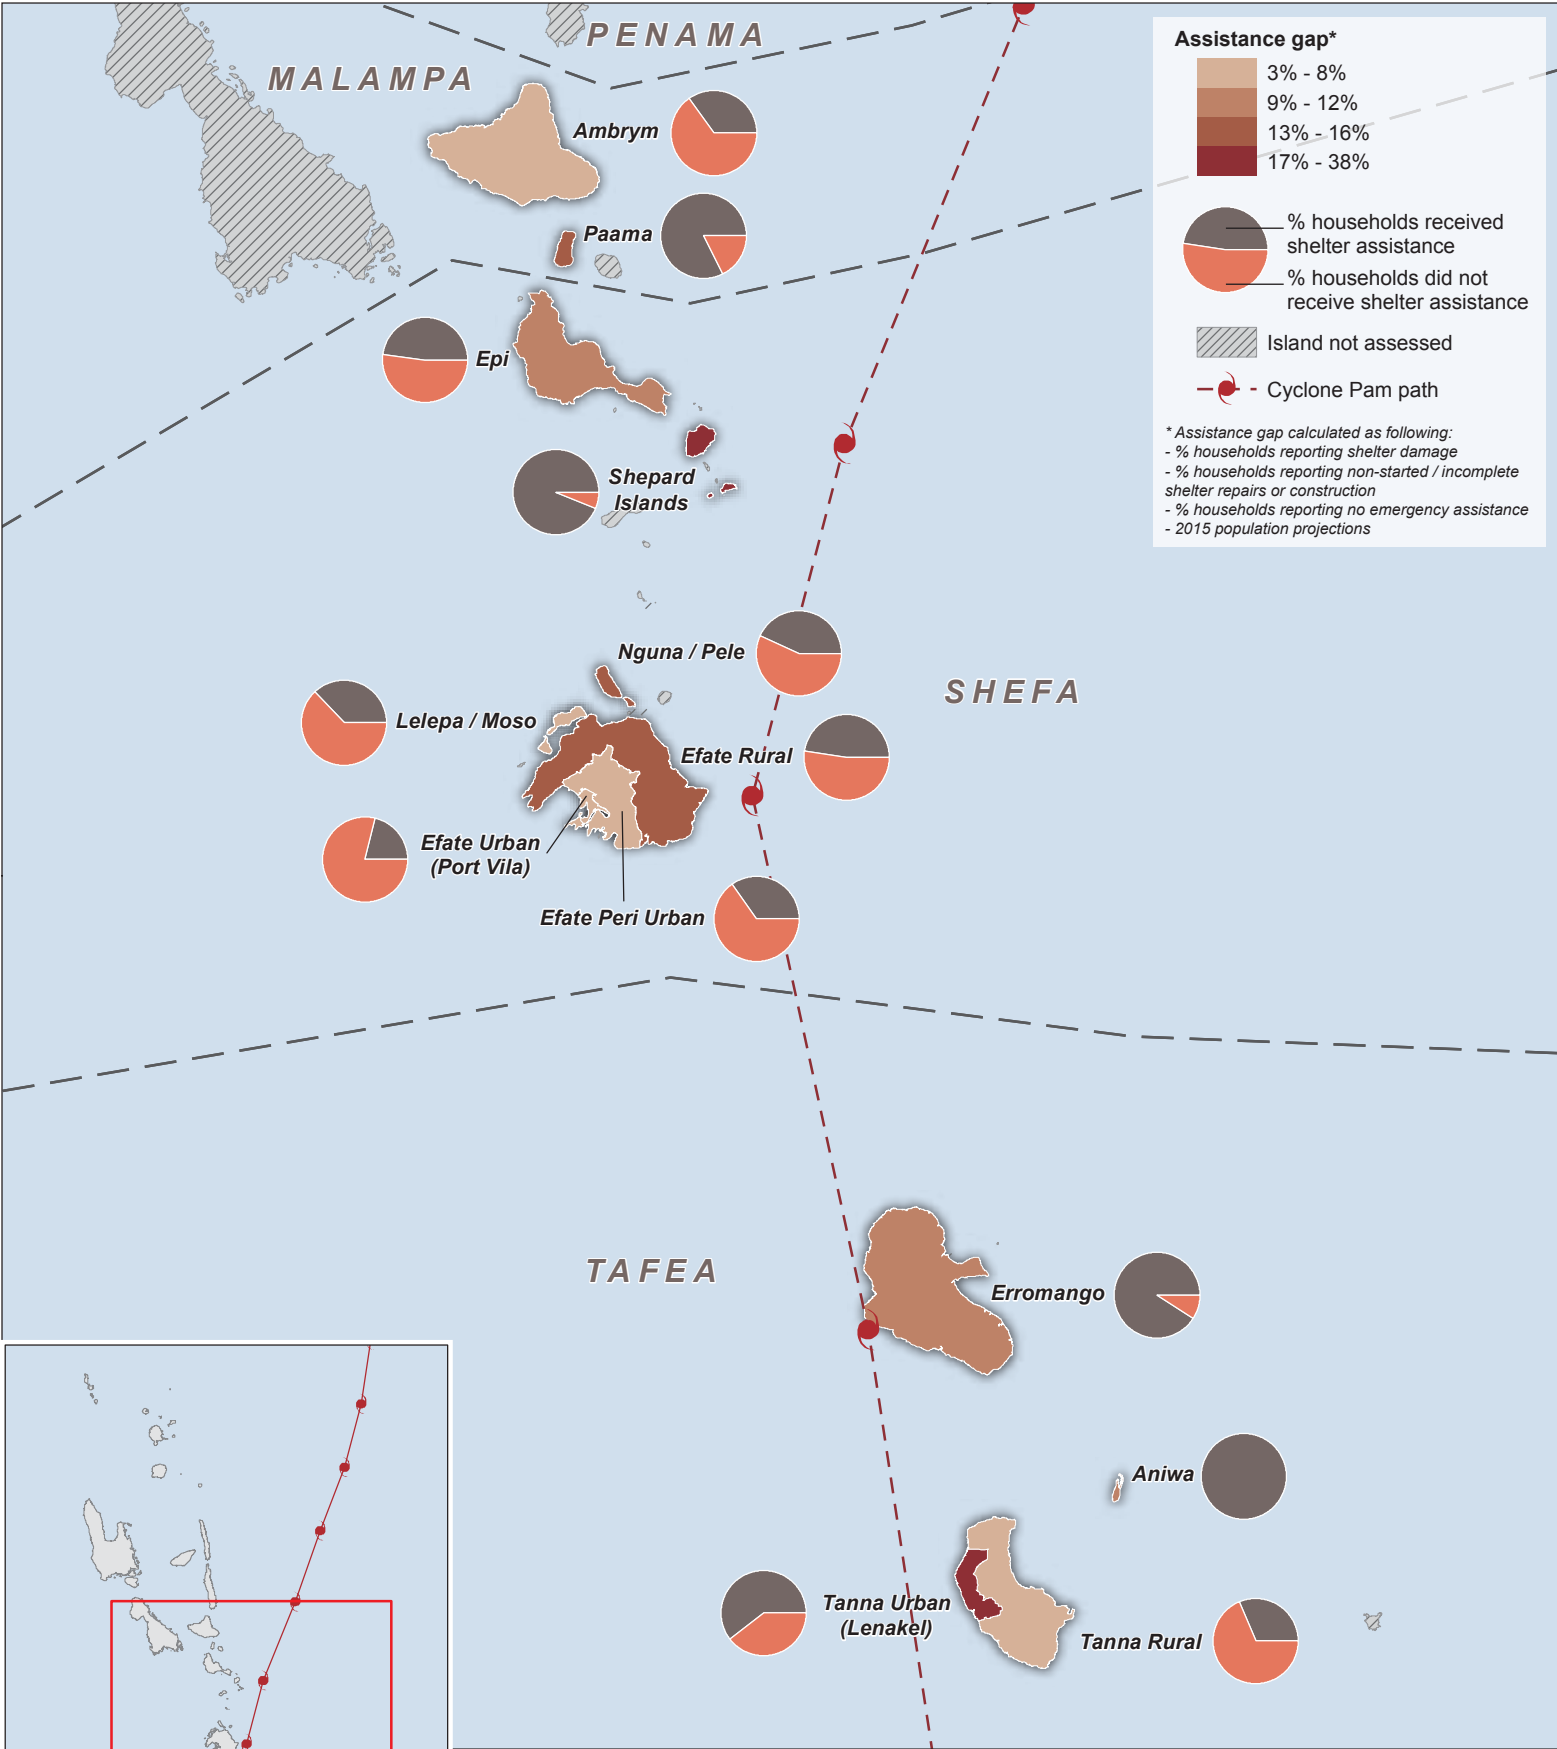 PENAMA
MALAMPA
Ambrym
Paama
Epi
Shepard
Islands
Nguna / Pele
SHEFA
Lelepa / Moso
Efate Rural
Efate Urban
(Port Vila)
Efate Peri Urban
TAFEA
Erromango
Aniwa
Tanna Urban
(Lenakel)
Tanna Rural
Assistance gap*
3% - 8%
9% - 12%
13% - 16%
17% - 38%
% households received
shelter assistance
% households did not
receive shelter assistance
Island not assessed
Cyclone Pam path
* Assistance gap calculated as following:
- % households reporting shelter damage
- % households reporting non-started / incomplete
shelter repairs or construction
- % households reporting no emergency assistance
- 2015 population projections